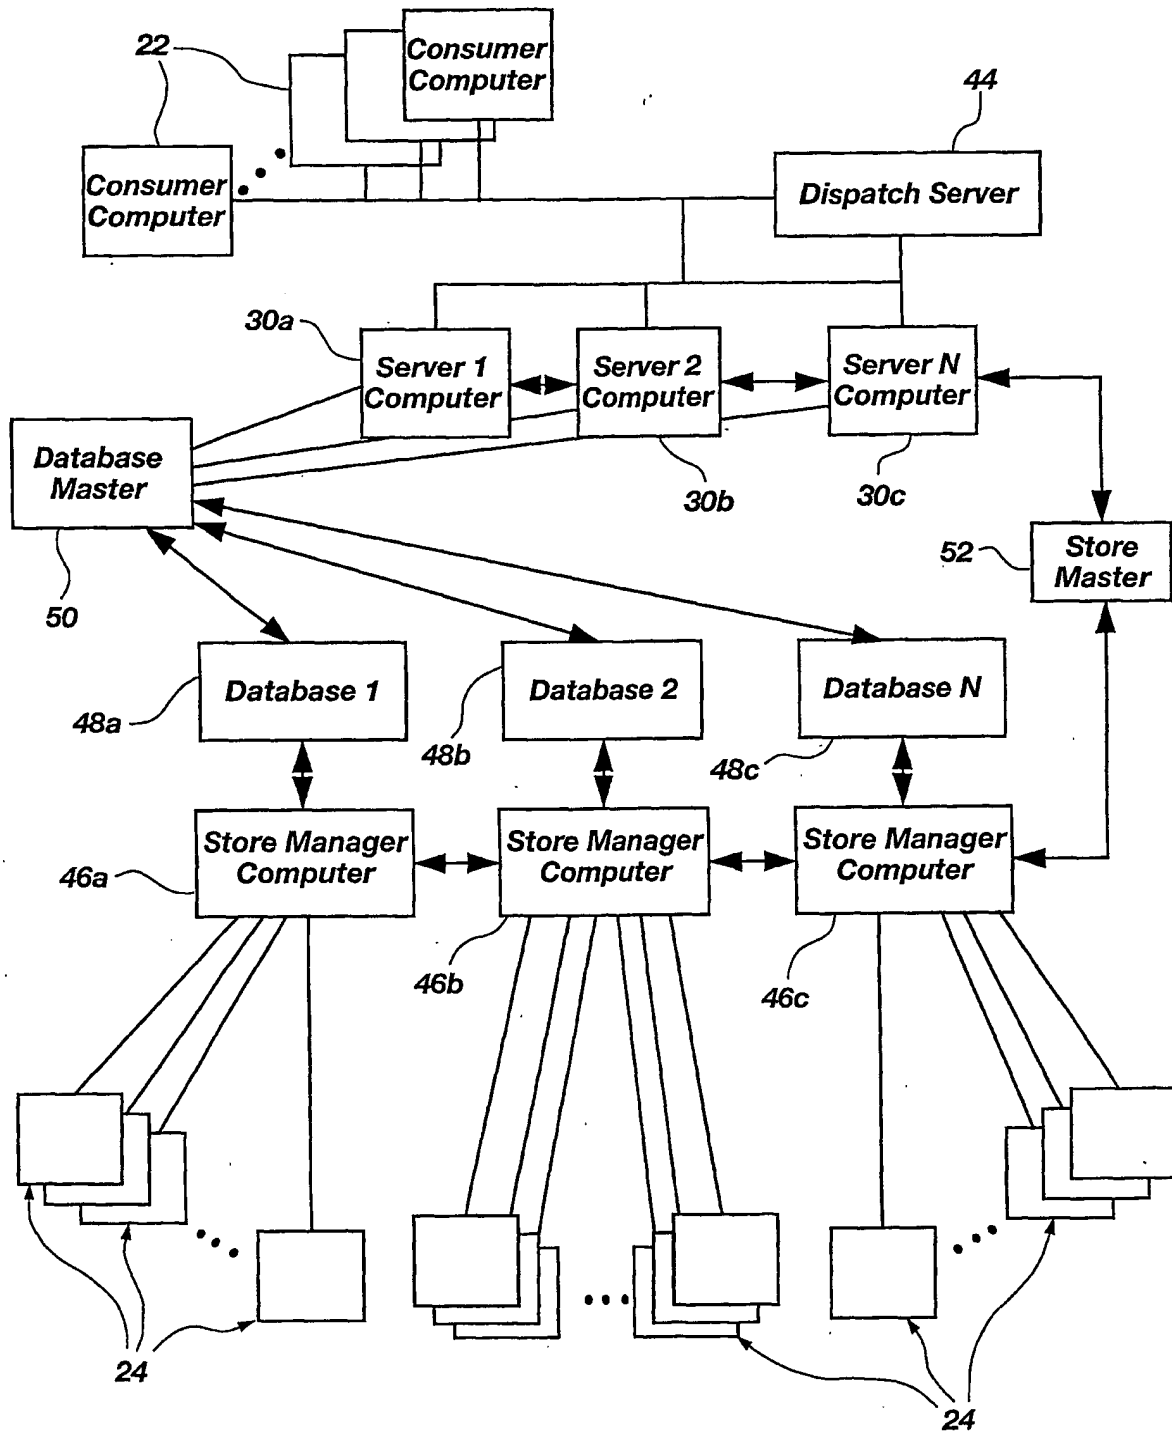 22
Consumer
Computer
44
Consumer
Computer
Dispatch Server
30a
Server 1
Computer
Server 2
Computer
Server N
Computer
Database
Master
30b
30c
52
Store
Master
50
Database 1
Database 2
Database N
48a
48b
48c
Store Manager
Computer
Store Manager
Computer
Store Manager
Computer
46a
46b
46c
24
24